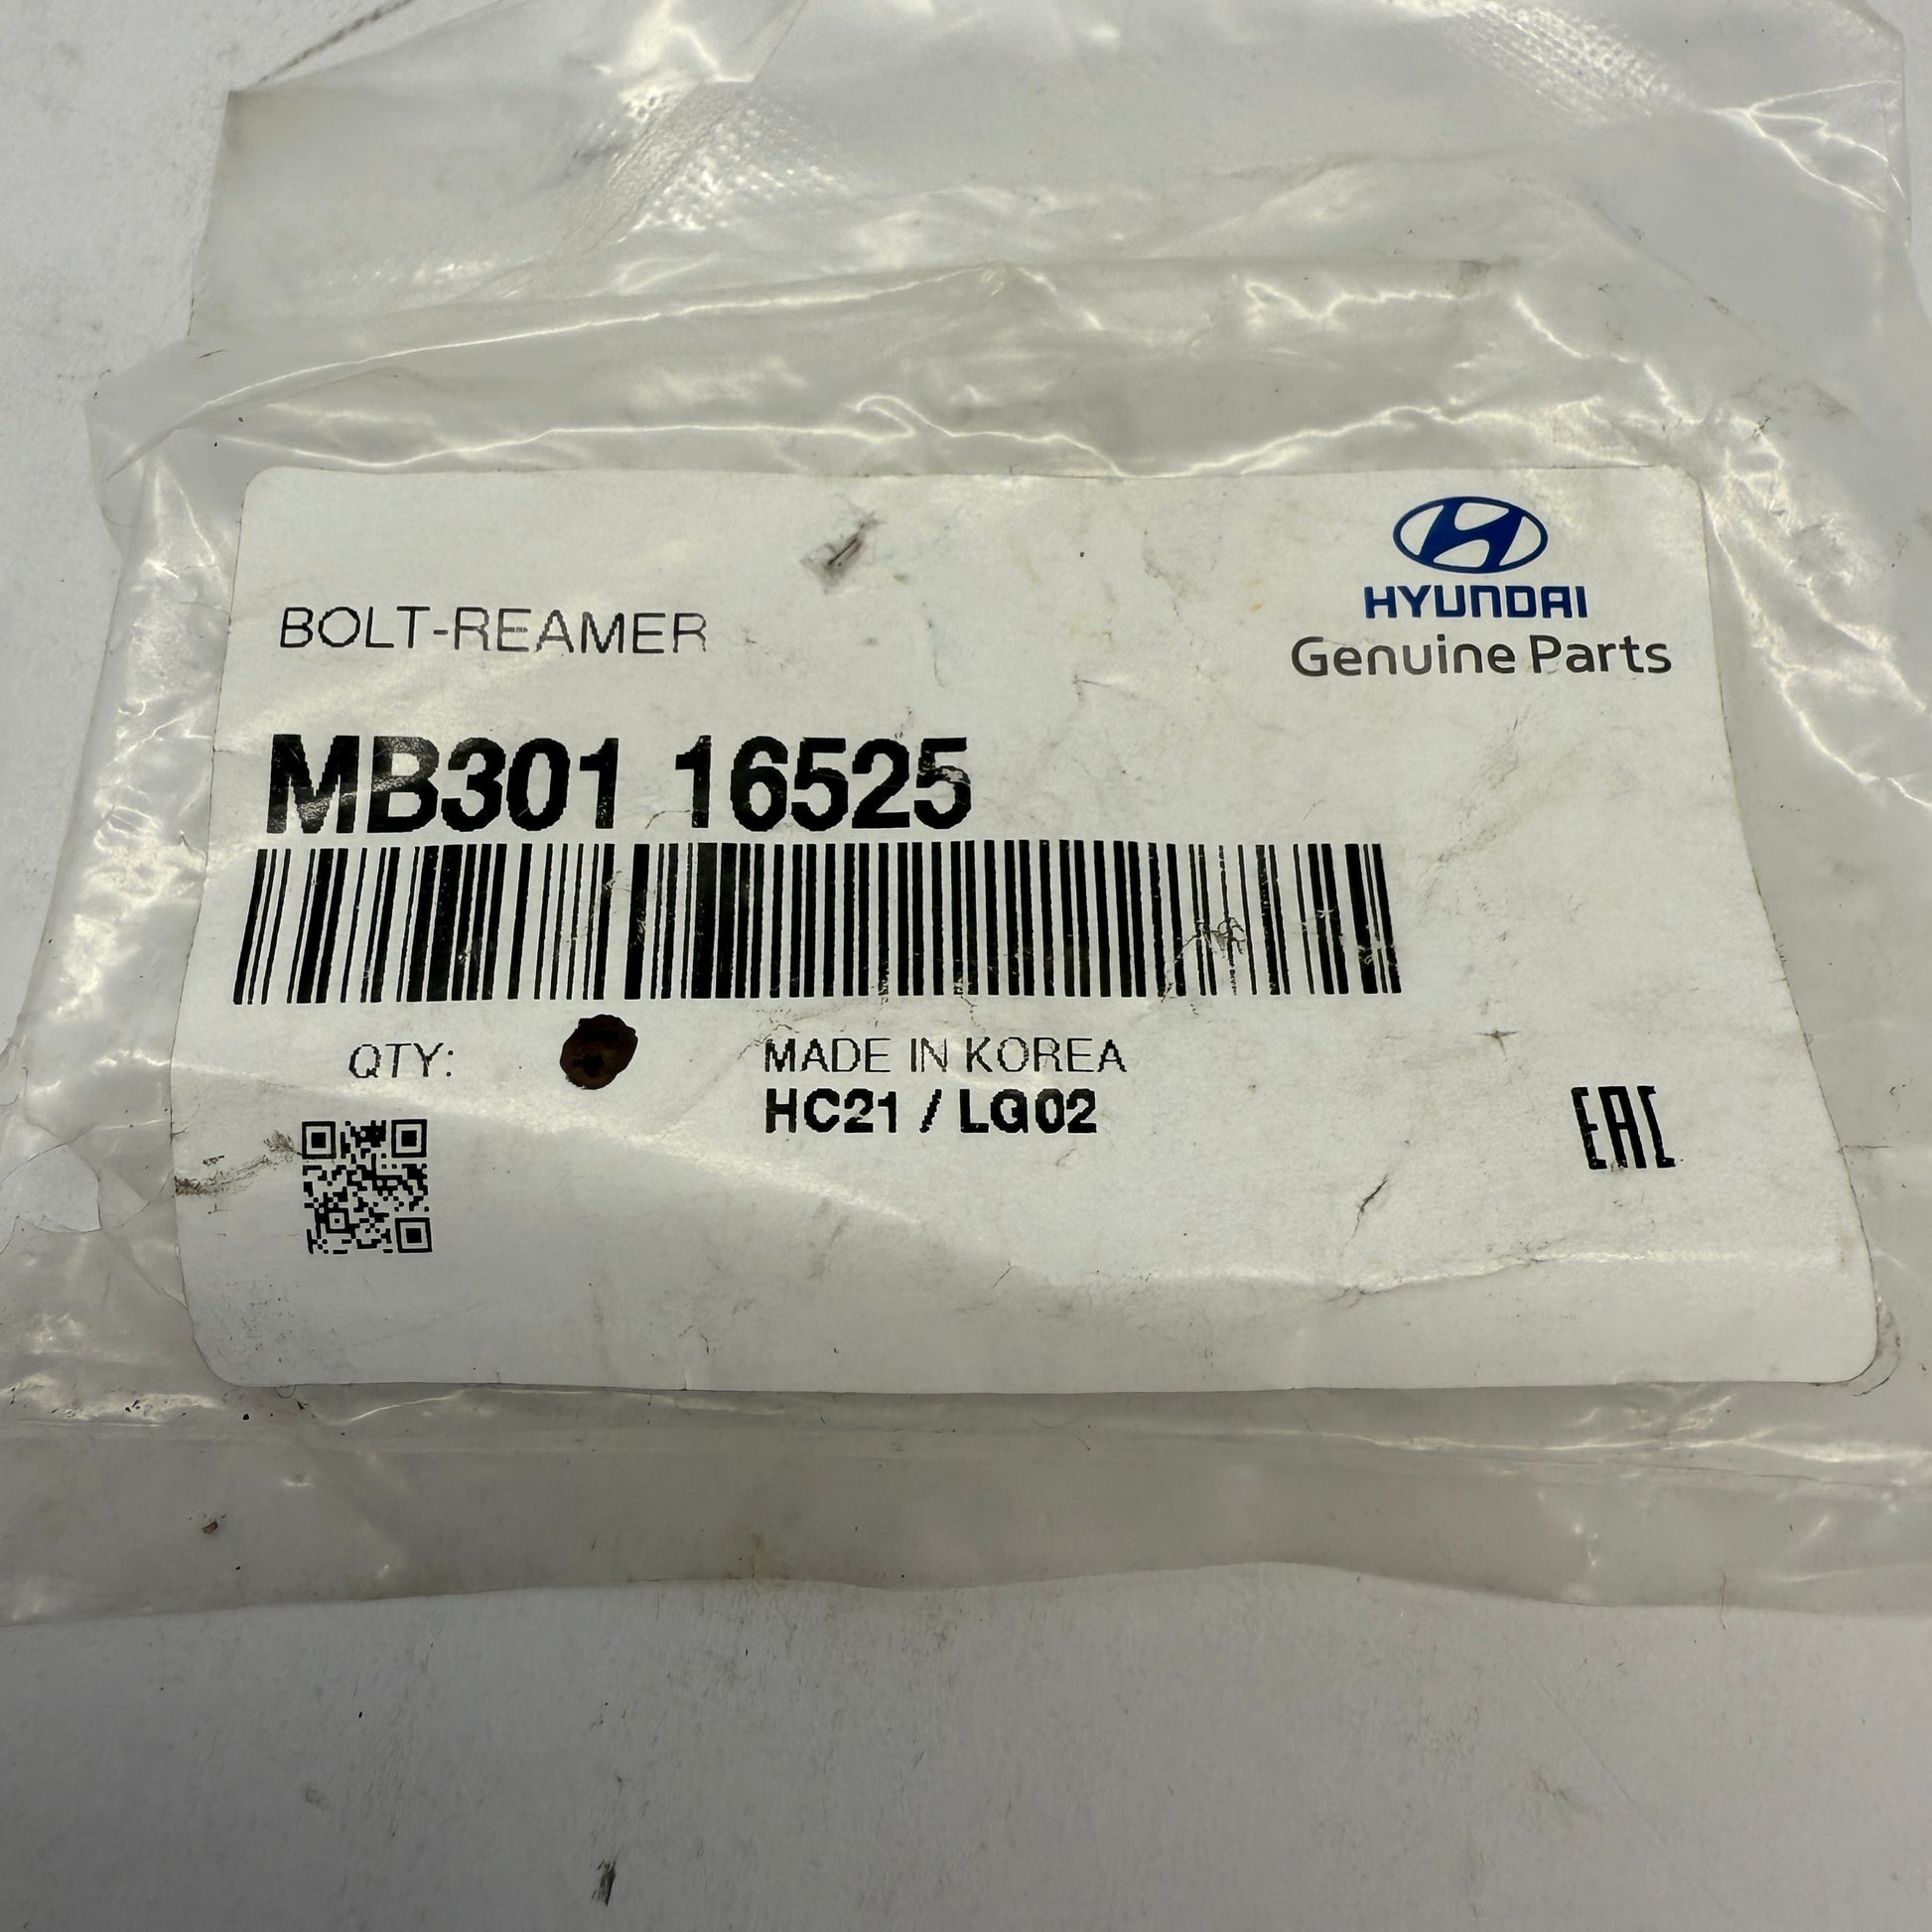 HYUNDAI
Genuine Parts
BOLT-REAMER
MB301 16525
QTY:
MADE IN KOREA
HC21 / LG02
EAC